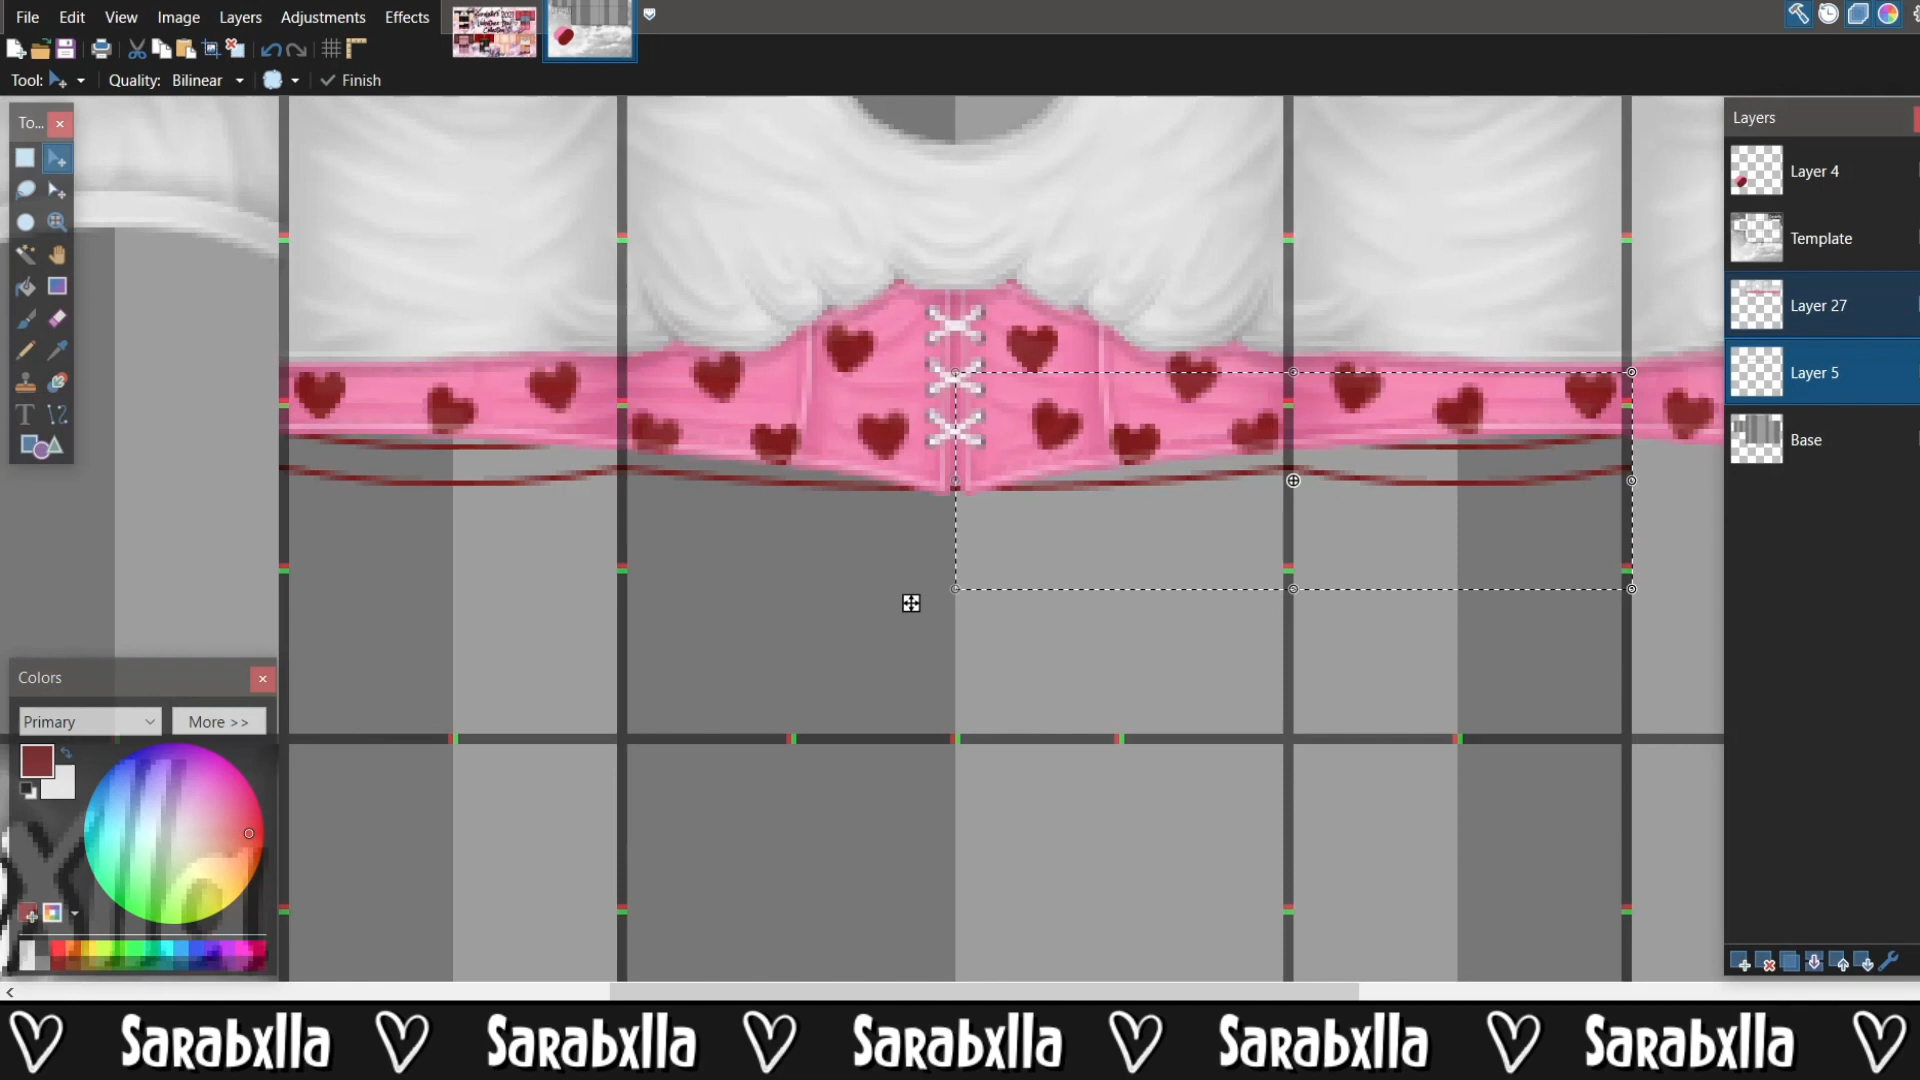 File Edit View Image Layers Adjustments Effects
Tool: Quality: Bilinear Finish
To... Layers
Layer 4
Template
Layer 27
Layer 5
Base
Colors
Primary More >>
Sarabxlla Sarabxlla Sarabxlla Sarabxlla Sarabxlla